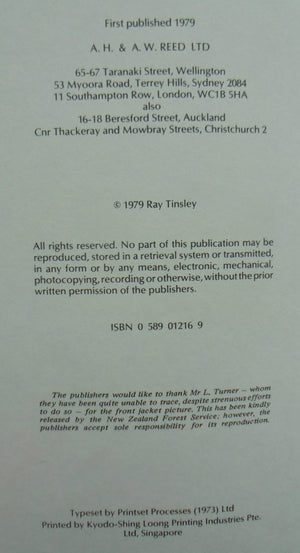 First published 1979
A. H. & A. W. REED LTD
65-67 Taranaki Street, Wellington
53 Myoora Road, Terrey Hills, Sydney 2084
11 Southampton Row, London, WC1B 5HA
also
16-18 Beresford Street, Auckland
Cnr Thackeray and Mowbray Streets, Christchurch 2
© 1979 Ray Tinsley
All rights reserved. No part of this publication may be
reproduced, stored in a retrieval system or transmitted,
in any form or by any means, electronic, mechanical,
photocopying, recording or otherwise, without the prior
written permission of the publishers.
ISBN 0 589 01216 9
The publishers would like to thank Mr L. Turner – whom
they have been quite unable to trace, despite strenuous efforts
to do so – for the front jacket picture. This has been kindly
released by the New Zealand Forest Service; however, the
publishers accept sole responsibility for its reproduction.
Typeset by Printset Processes (1973) Ltd
Printed by Kyodo-Shing Loong Printing Industries Pte.
Ltd, Singapore